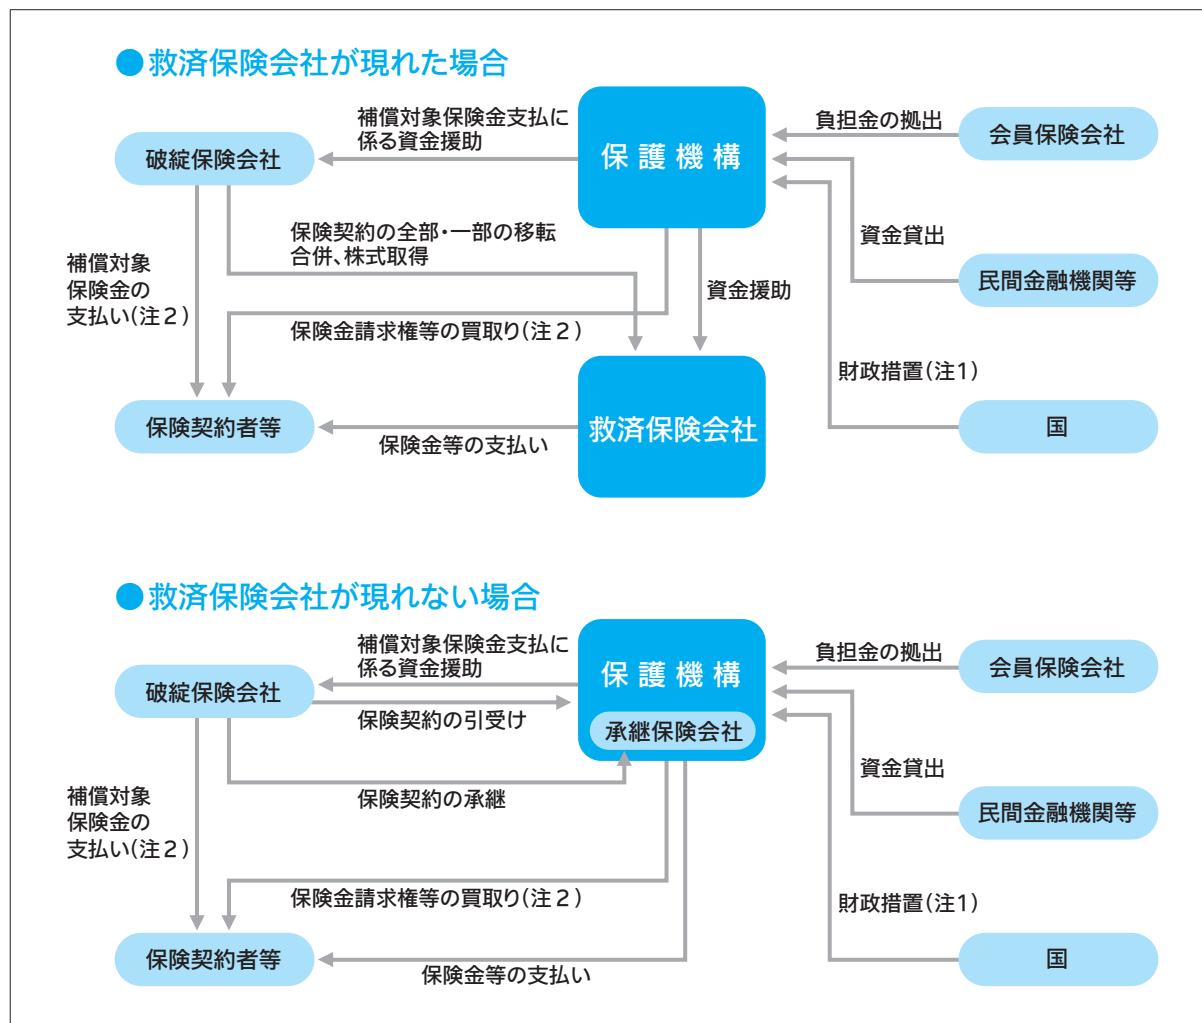 ●救済保険会社が現れた場合
補償対象保険金支払に
係る資金援助
保護機構
負担金の拠出
会員保険会社
破綻保険会社
保険契約の全部・一部の移転
合併、株式取得
資金貸出
補償対象
保険金の
支払い(注2)
資金援助
民間金融機関等
保険金請求権等の買取り(注2)
財政措置(注1)
保険契約者等
保険金等の支払い
救済保険会社
国
●救済保険会社が現れない場合
補償対象保険金支払に
係る資金援助
保護機構
負担金の拠出
会員保険会社
破綻保険会社
保険契約の引受け
承継保険会社
資金貸出
補償対象
保険金の
支払い(注2)
保険契約の承継
民間金融機関等
保険金請求権等の買取り(注2)
財政措置(注1)
保険契約者等
保険金等の支払い
国